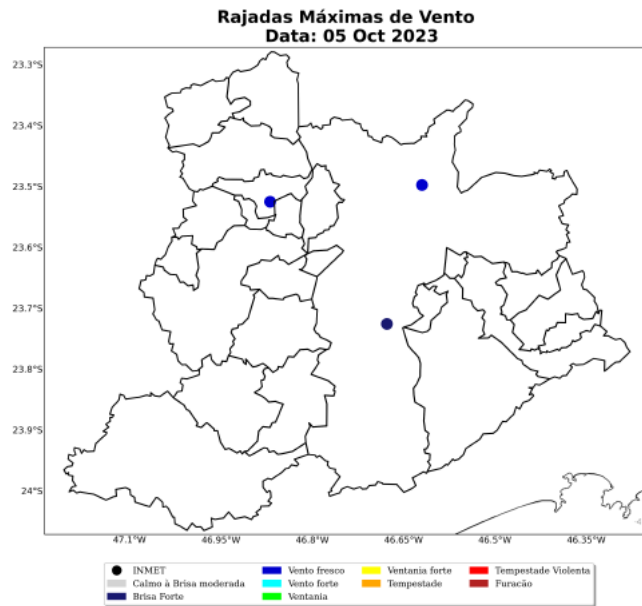 Rajadas Máximas de Vento
Data: 05 Oct 2023
23.3°S
23.4°S
23.5°S
23.6°S
23.7°S
23.8°S
23.9°S
24°S
47.1°W
46.95°W
46.8°W
46.65°W
46.5°W
46.35°W
INMET
Calmo à Brisa moderada
Brisa Forte
Vento fresco
Vento forte
Ventania
Ventania forte
Tempestade
Tempestade Violenta
Furacão